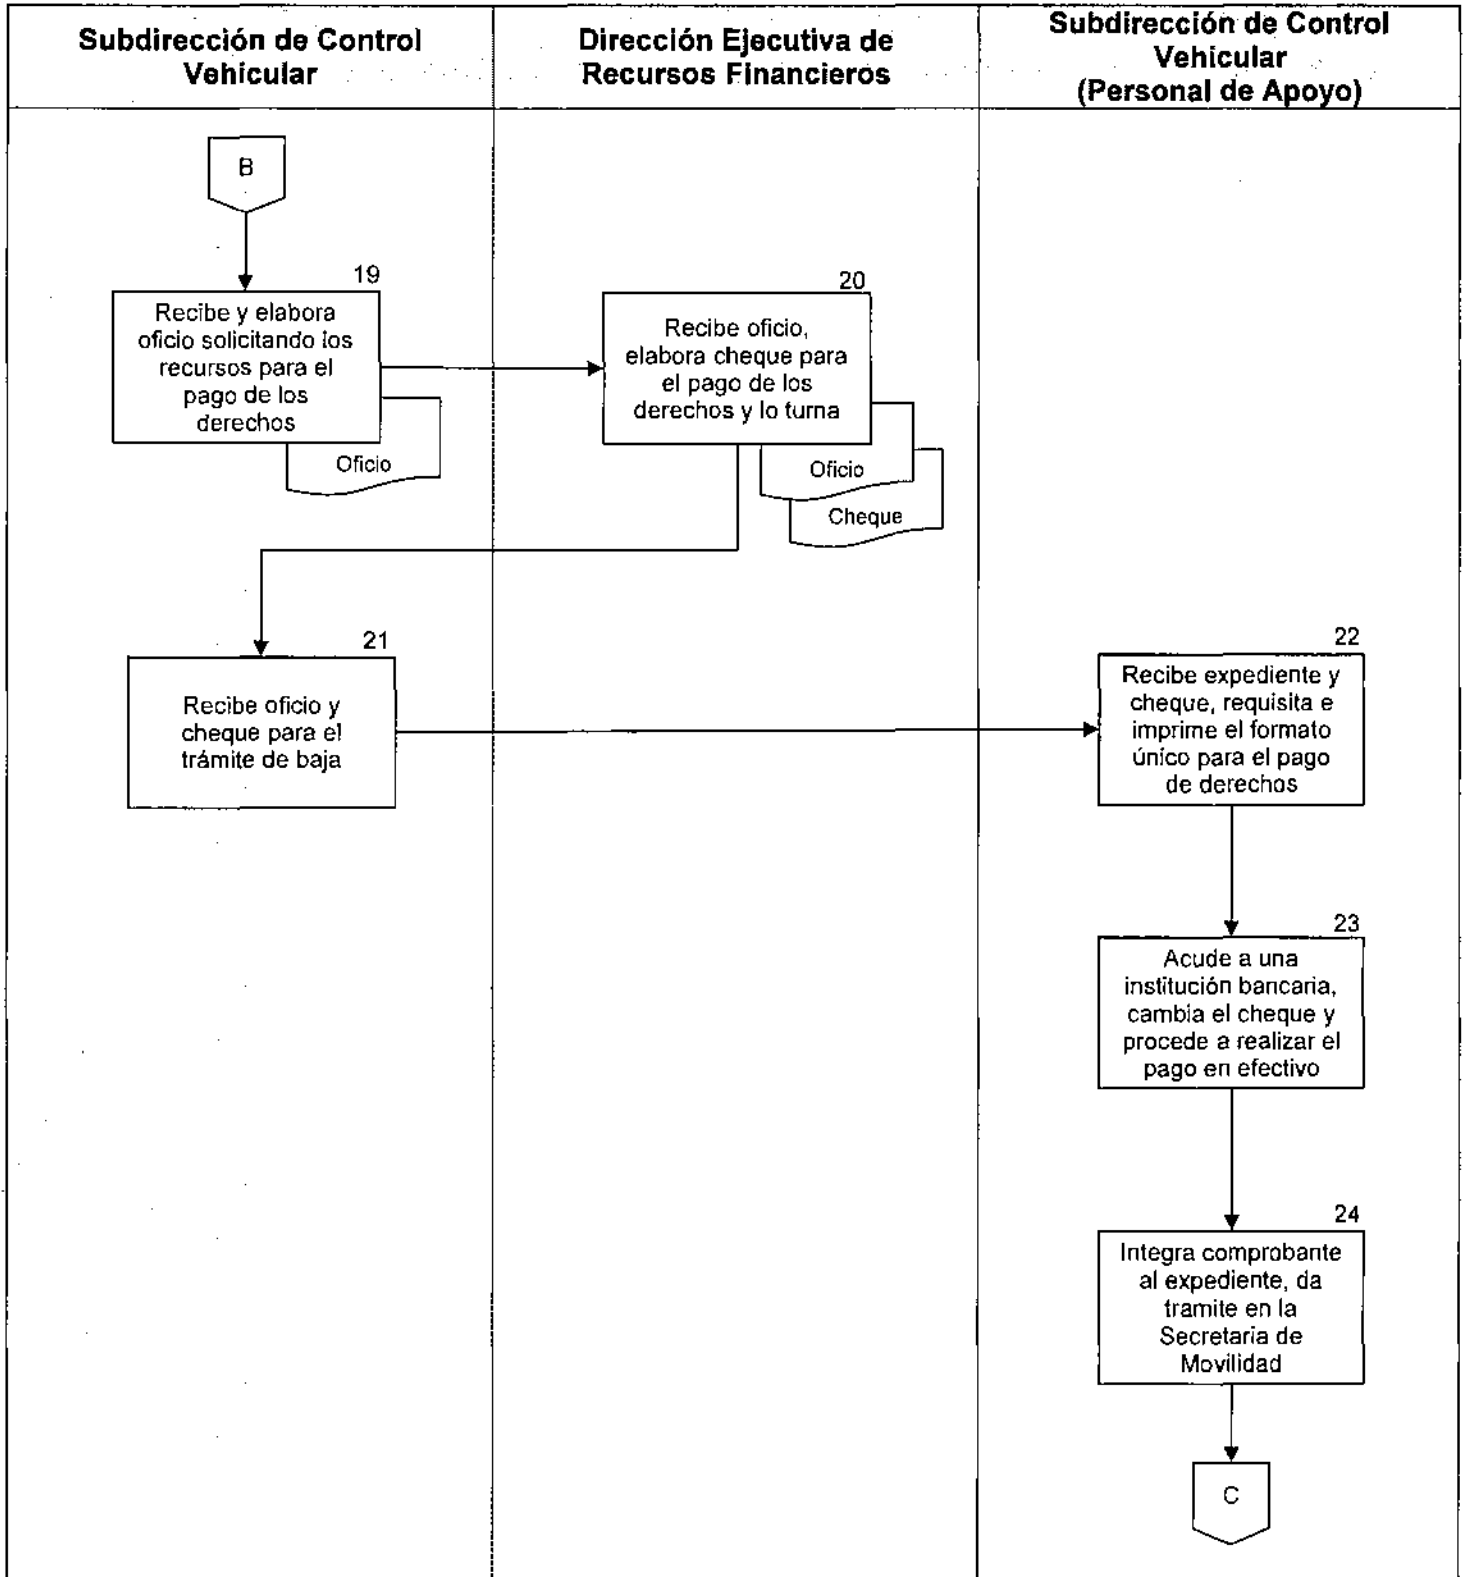 Subdirección de Control
Vehicular
Dirección Ejecutiva de
Recursos Financieros
Subdirección de Control
Vehicular
(Personal de Apoyo)
B
19
Recibe y elabora
oficio solicitando los
recursos para el
pago de los
derechos
Oficio
20
Recibe oficio,
elabora cheque para
el pago de los
derechos y lo turna
Oficio
Cheque
21
Recibe oficio y
cheque para el
trámite de baja
22
Recibe expediente y
cheque, requisita e
imprime el formato
único para el pago
de derechos
23
Acude a una
institución bancaria,
cambia el cheque y
procede a realizar el
pago en efectivo
24
Integra comprobante
al expediente, da
tramite en la
Secretaria de
Movilidad
C